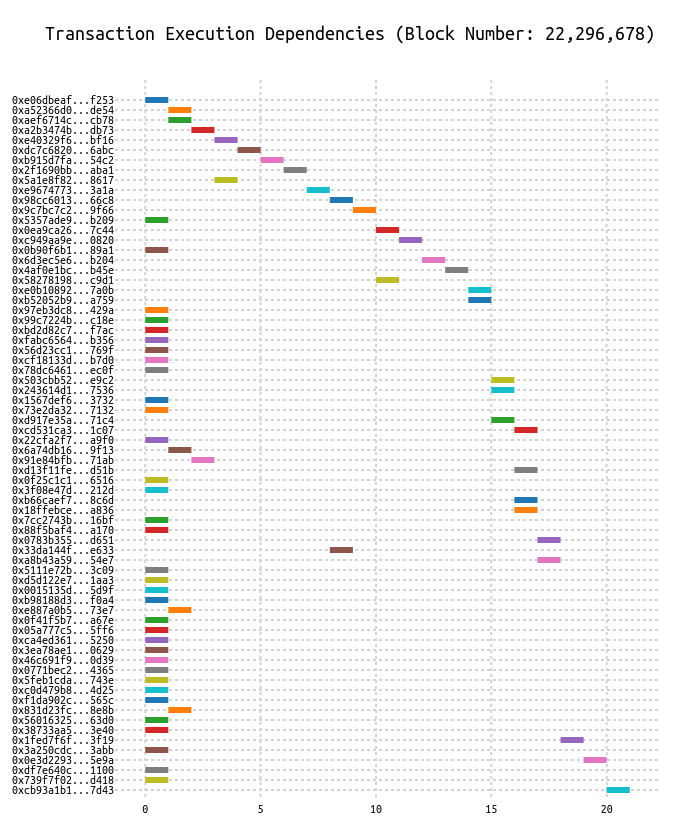 Transaction Execution Dependencies (Block Number: 22,296,678)
0xe06dbeaf...f253
0xa52366d0...de54
0xaef6714c...cb78
0xa2b3474b...db73
0xe40329f6...bf16
0xdc7c6820...6abc
0xb915d7fa...54c2
0x2f1690bb...aba1
0x5a1e8f82...8617
0xe9674773...3a1a
0x98cc6013...66c8
0x9c7bc7c2...9f66
0x5357ade9...b209
0x0ea9ca26...7c44
0xc949aa9e...0820
0x0b90f6b1...89a1
0x6d3ec5e6...b204
0x4af0e1bc...b45e
0x58278198...c9d1
0xe0b10892...7a0b
0xb52052b9...a759
0x97eb3dc8...429a
0x99c7224b...c18e
0xbd2d82c7...f7ac
0xfabc6564...b356
0x56d23cc1...769f
0xcf18133d...b7d0
0x78dc6461...ec0f
0x503cbb52...e9c2
0x243614d1...7536
0x1567def6...3732
0x73e2da32...7132
0xd917e35a...71c4
0xcd531ca3...1c07
0x22cfa2f7...a9f0
0x6a74db16...9f13
0x91e84bfb...71ab
0xd13f11fe...d51b
0x0f25c1c1...6516
0x3f08e47d...212d
0xb66caef7...8c6d
0x18ffebce...a836
0x7cc2743b...16bf
0x88f5baf4...a170
0x0783b355...d651
0x33da144f...e633
0xa8b43a59...54e7
0x5111e72b...3c09
0xd5d122e7...1aa3
0x0015135d...5d9f
0xb98188d3...f0a4
0xe887a0b5...73e7
0x0f41f5b7...a67e
0x05a777c5...5ff6
0xca4ed361...5250
0x3ea78ae1...0629
0x46c691f9...0d39
0x0771bec2...4365
0x5feb1cda...743e
0xc0d479b8...4d25
0xf1da902c...565c
0x831d23fc...8e8b
0x56016325...63d0
0x38733aa5...3e40
0x1fed7f6f...3f19
0x3a250cdc...3abb
0x0e3d2293...5e9a
0xdf7e640c...1100
0x739f7f02...d418
0xcb93a1b1...7d43
0 5 10 15 20